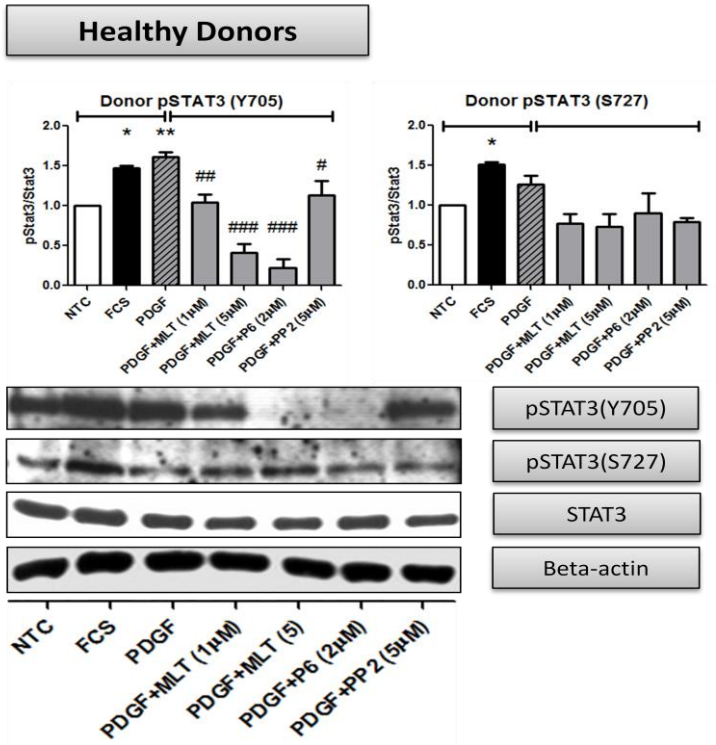 Healthy Donors
Donor pSTAT3 (Y705)
* ** ## ### ### #
pStat3/Stat3
2.0
1.5
1.0
0.5
0.0
NTC
FCS
PDGF
PDGF+MLT (1µM)
PDGF+MLT (5µM)
PDGF+P6 (2µM)
PDGF+PP2 (5µM)
Donor pSTAT3 (S727)
*
pStat3/Stat3
2.0
1.5
1.0
0.5
0.0
NTC
FCS
PDGF
PDGF+MLT (1µM)
PDGF+MLT (5µM)
PDGF+P6 (2µM)
PDGF+PP2 (5µM)
pSTAT3(Y705)
pSTAT3(S727)
STAT3
Beta-actin
NTC
FCS
PDGF
PDGF+MLT (1µM)
PDGF+MLT (5)
PDGF+P6 (2µM)
PDGF+PP2 (5µM)